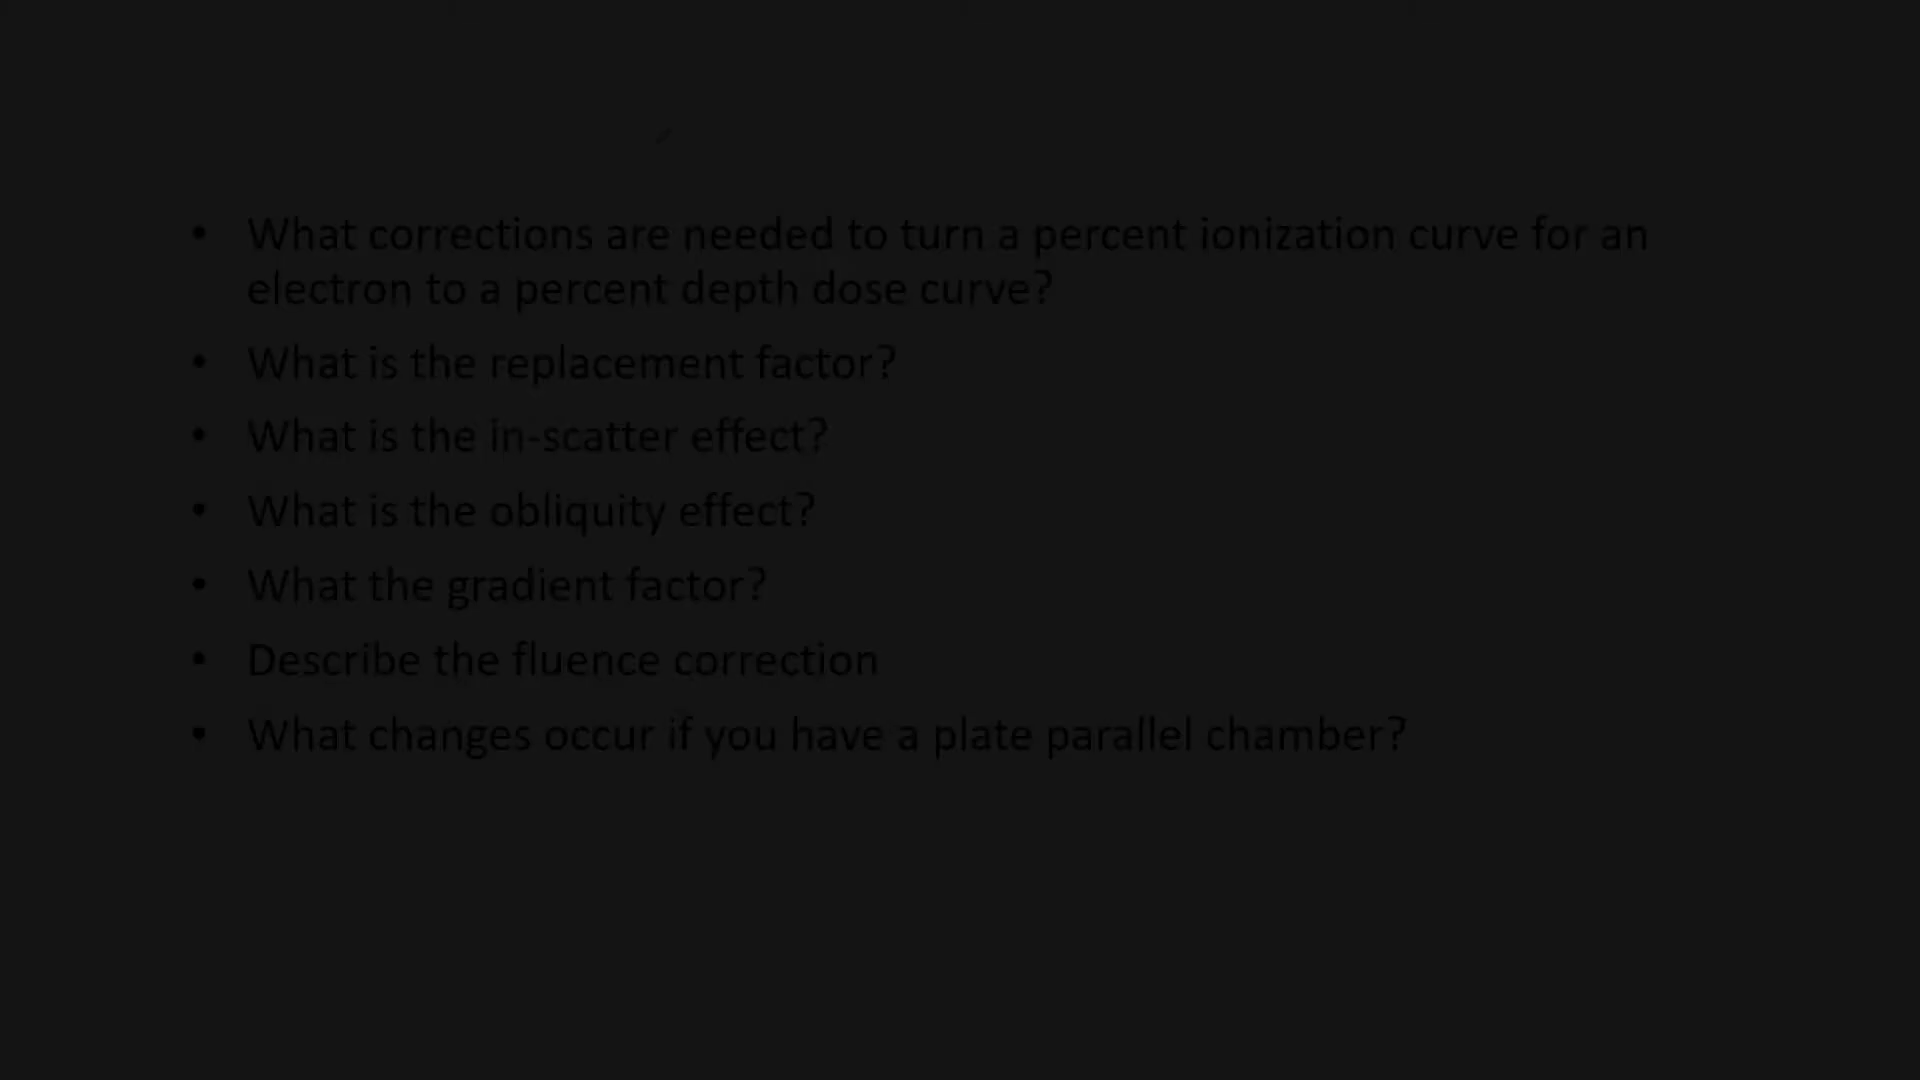 • What corrections are needed to turn a percent ionization curve for an
electron to a percent depth dose curve?
• What is the replacement factor?
• What is the in-scatter effect?
• What is the obliquity effect?
• What the gradient factor?
• Describe the fluence correction
• What changes occur if you have a plate parallel chamber?